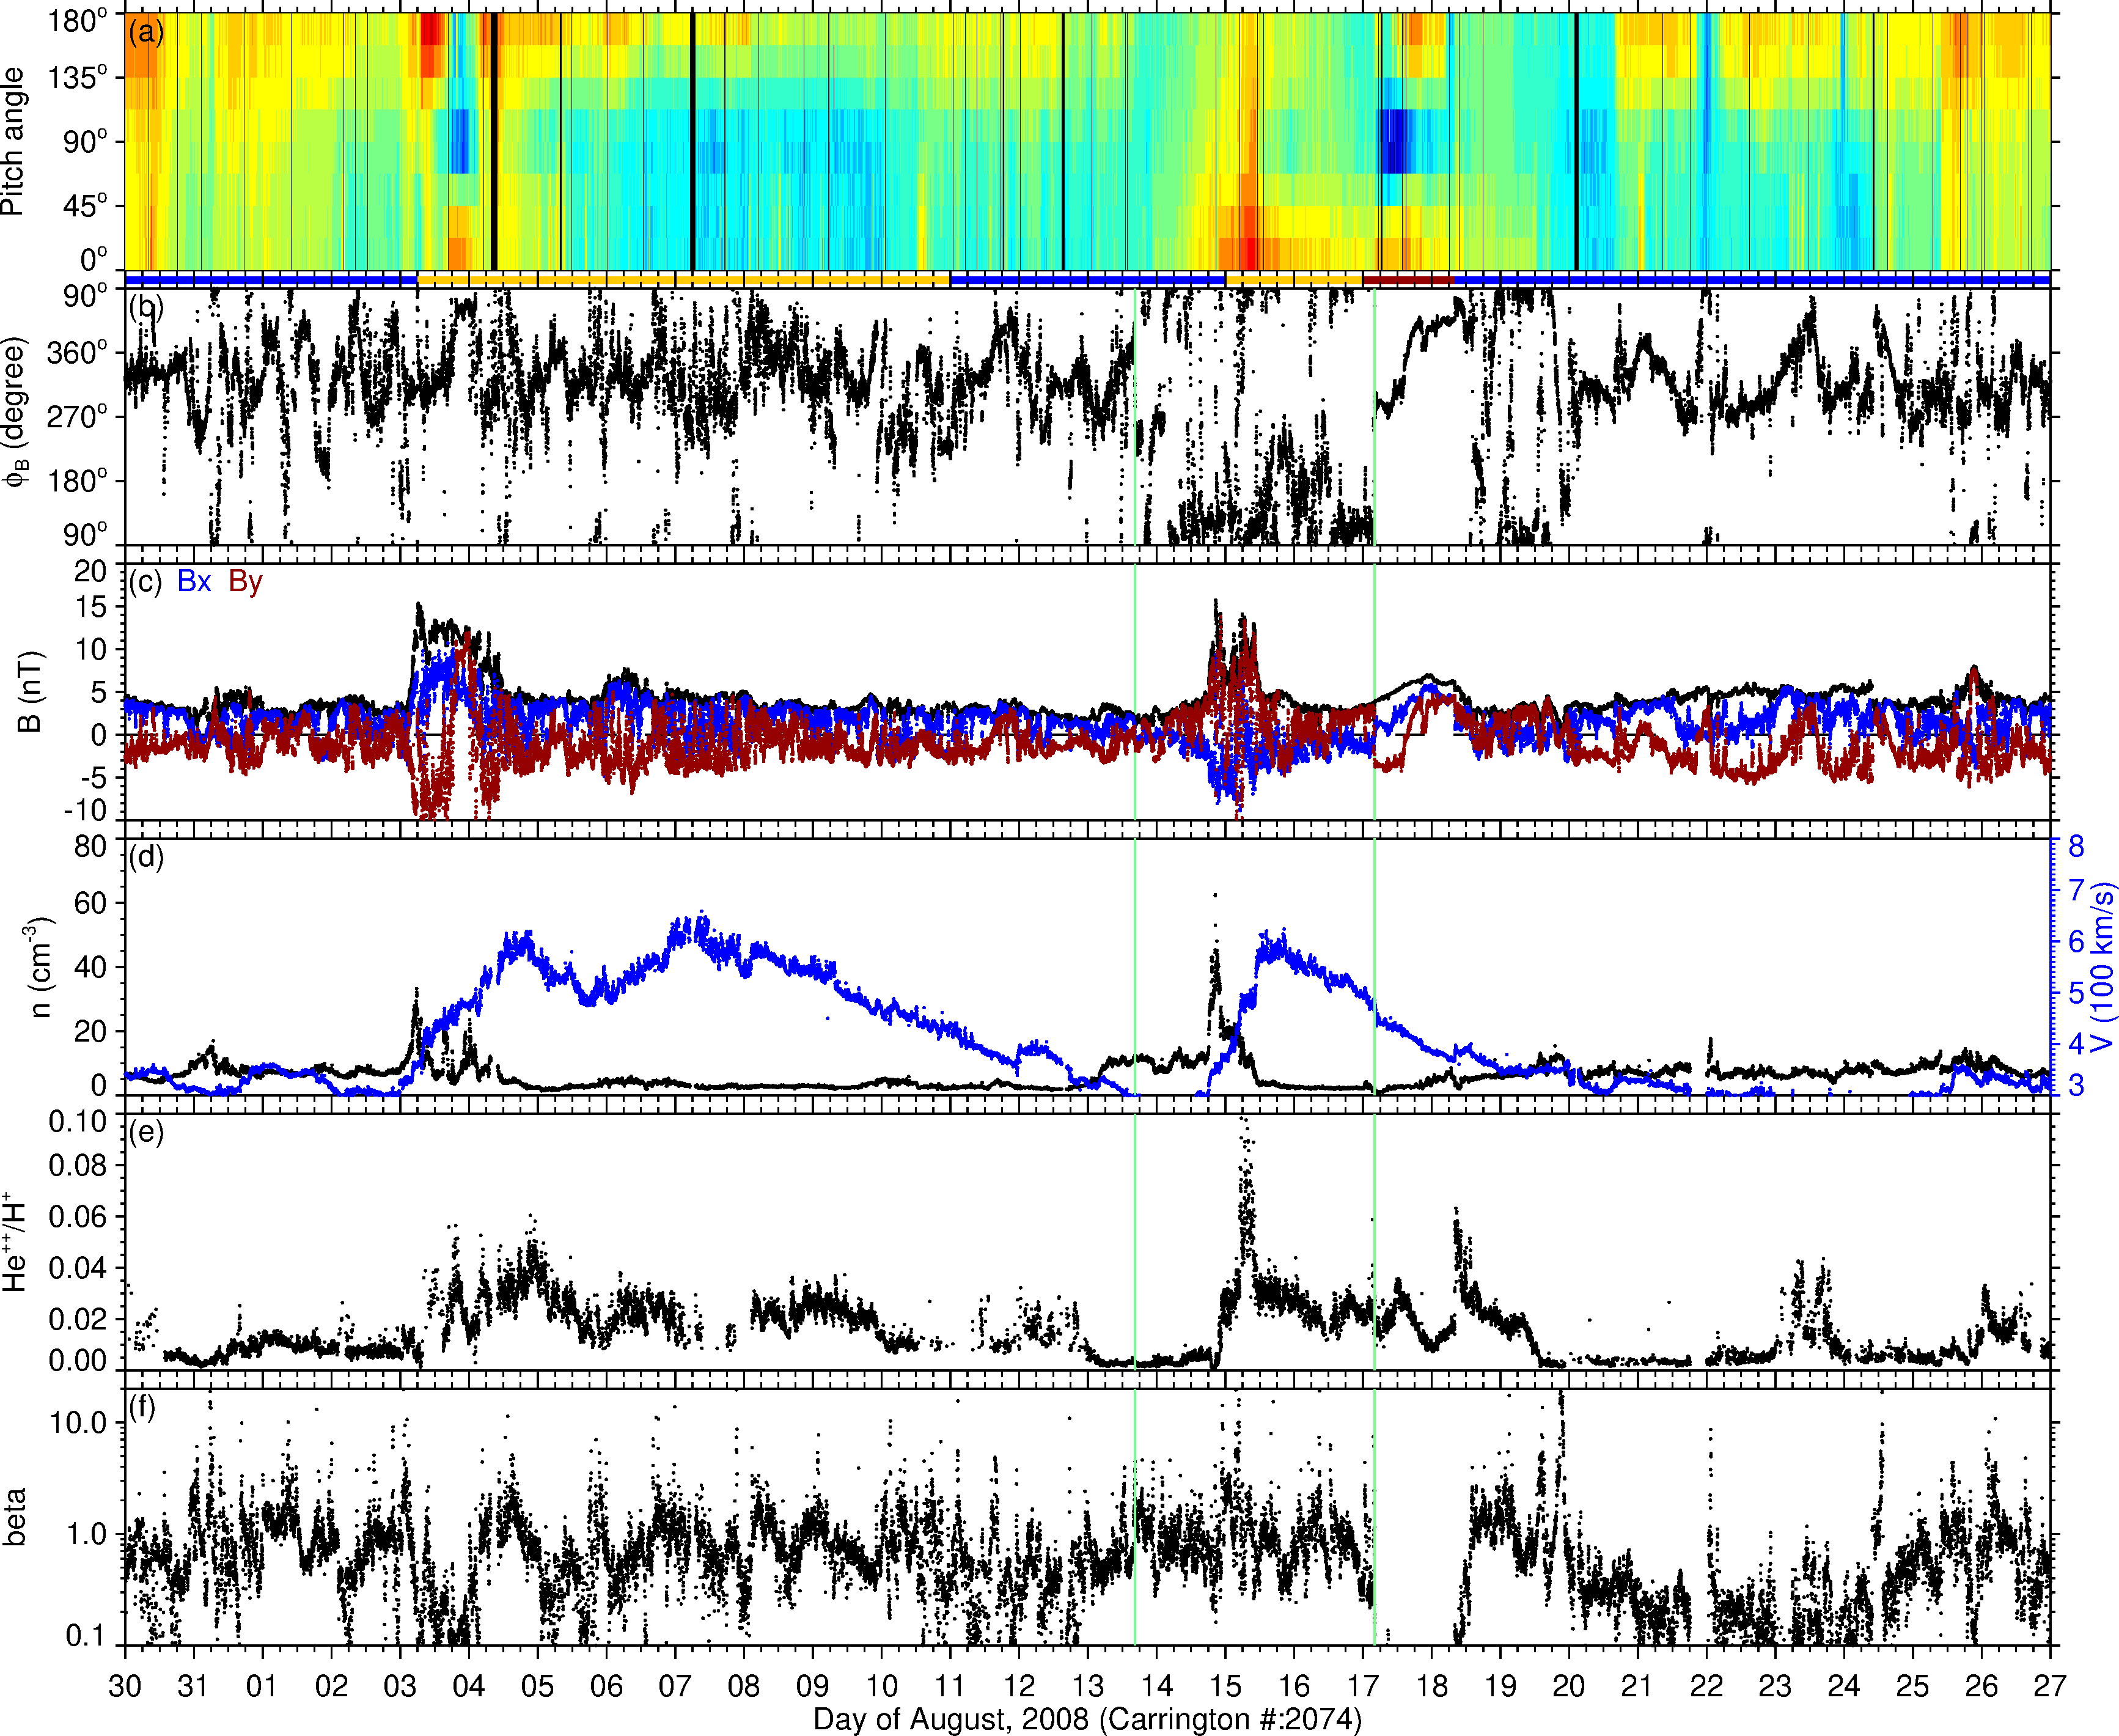 (a)
180°
135°
90°
45°
0°
Pitch angle
(b)
90°
360°
270°
180°
90°
ϕB (degree)
(c) Bx By
20
15
10
5
0
-5
-10
B (nT)
(d)
80
60
40
20
0
n (cm-3)
8
7
6
5
4
3
V (100 km/s)
(e)
0.10
0.08
0.06
0.04
0.02
0.00
He++/H+
(f)
10.0
1.0
0.1
beta
30 31 01 02 03 04 05 06 07 08 09 10 11 12 13 14 15 16 17 18 19 20 21 22 23 24 25 26 27
Day of August, 2008 (Carrington #:2074)